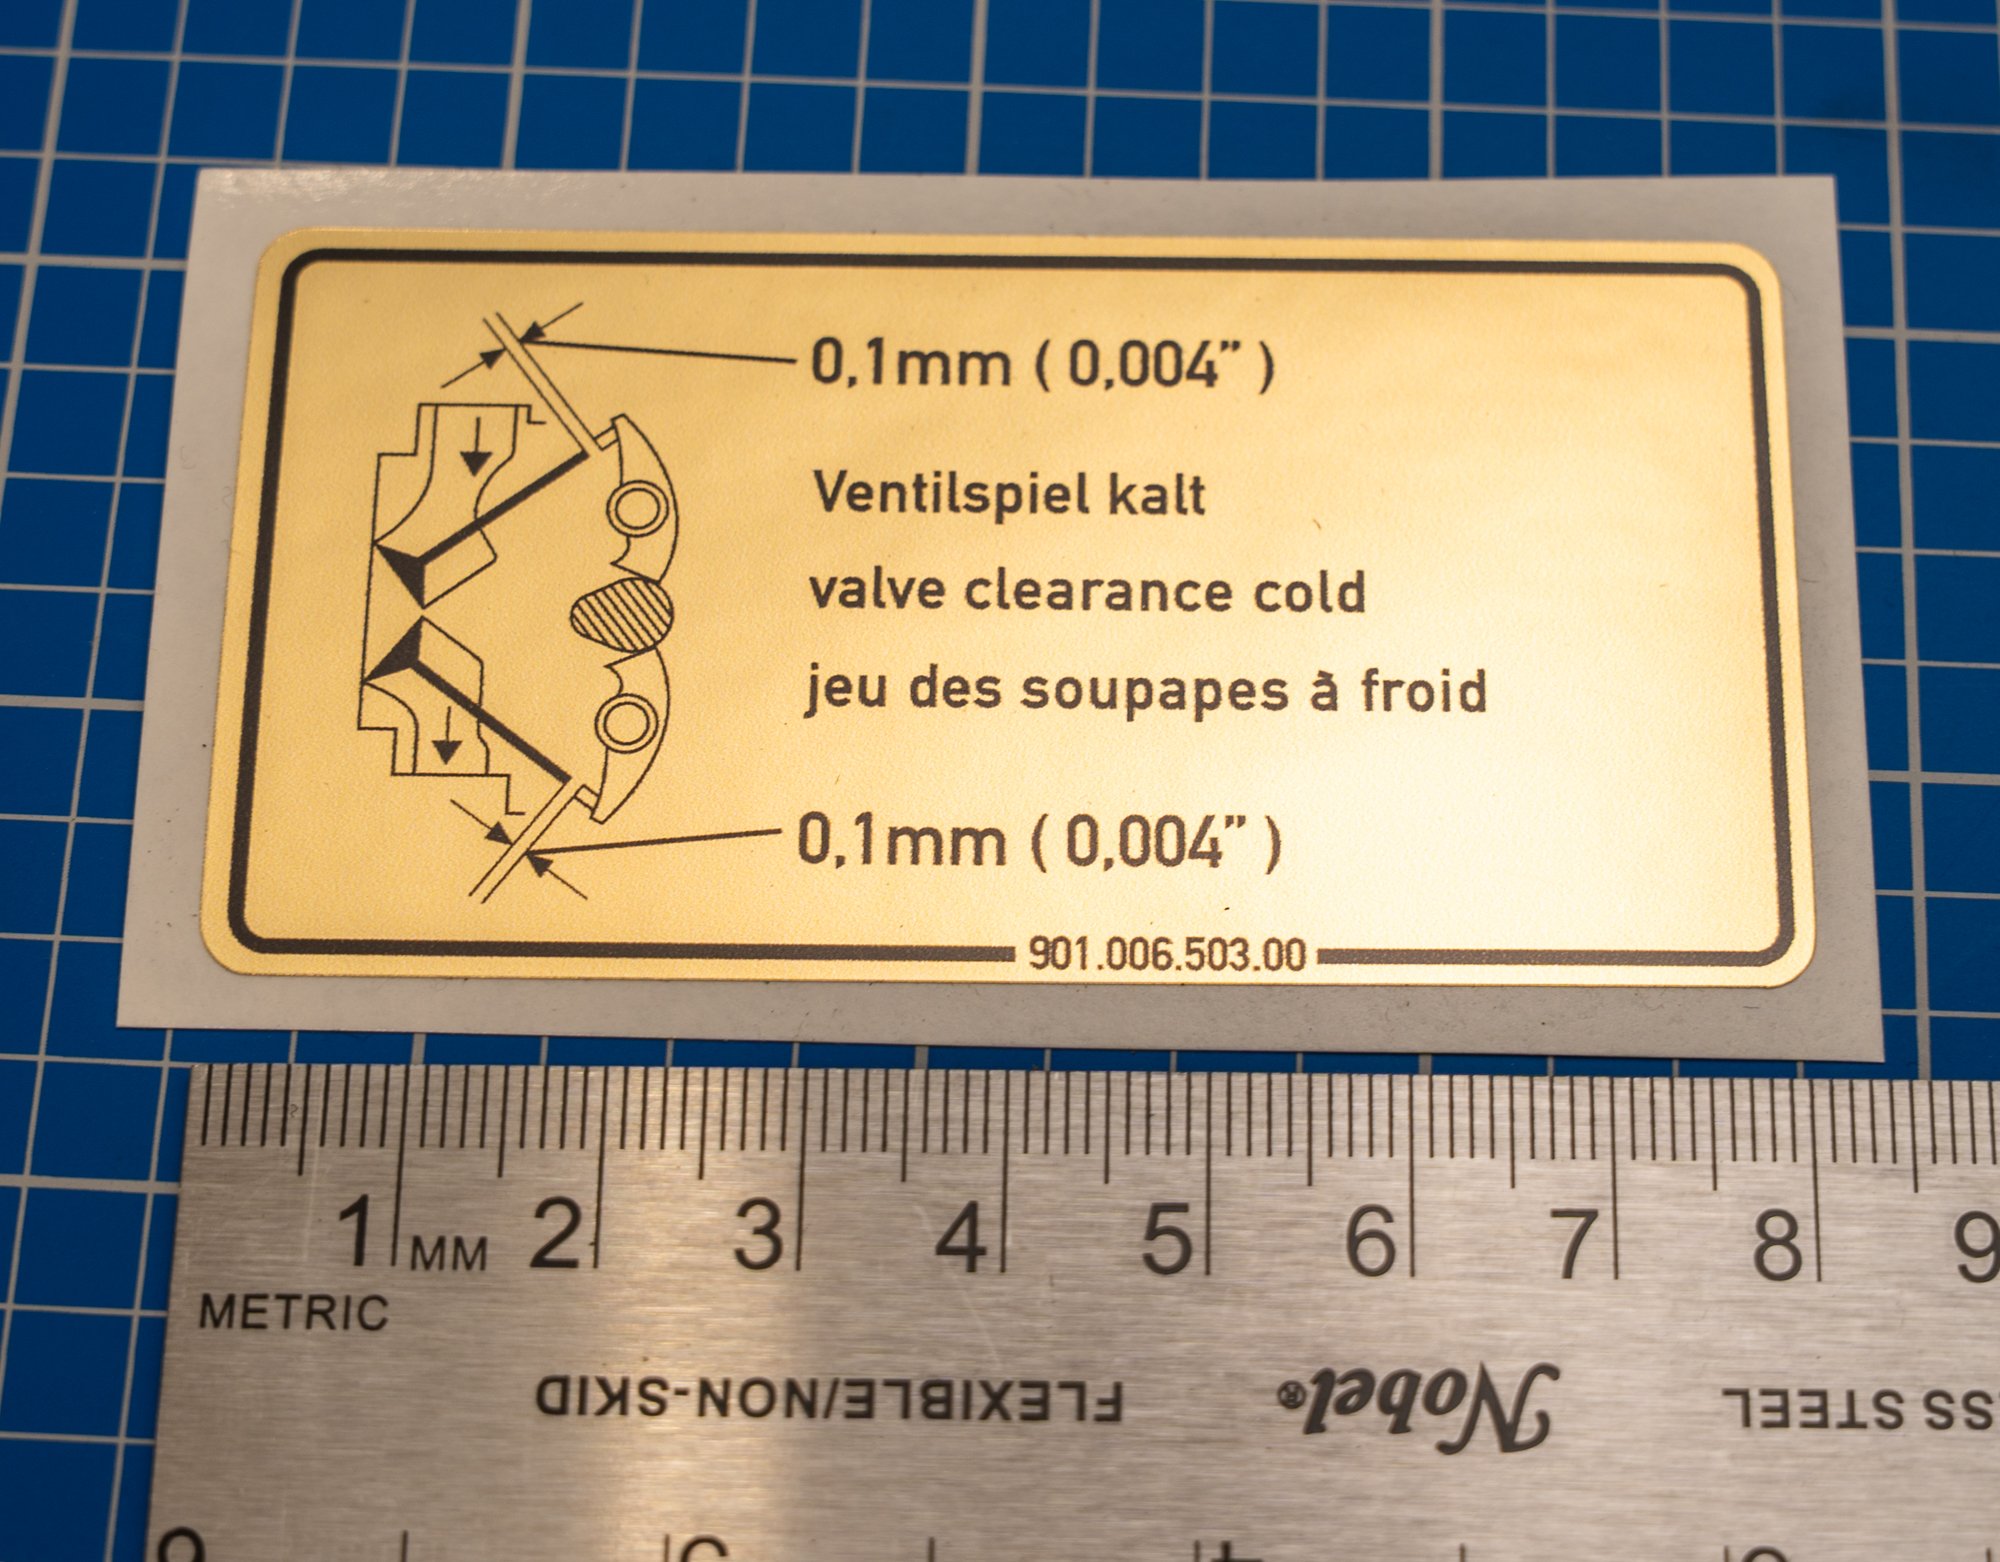 0,1mm ( 0,004” )
Ventilspiel kalt
valve clearance cold
jeu des soupapes à froid
0,1mm ( 0,004” )
901.006.503.00
1 MM 2 3 4 5 6 7 8 9
METRIC
FLEXIBLE/NON-SKID Nobel® SS STEEL